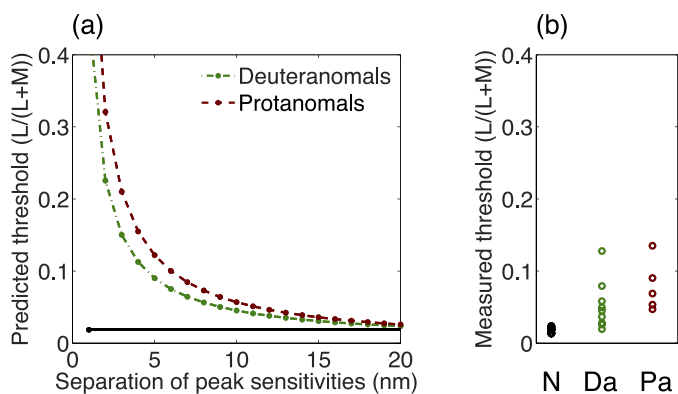 (a)
Predicted threshold (L/(L+M))
0.4
0.3
0.2
0.1
0
0
5
10
15
20
Separation of peak sensitivities (nm)
Deuteranomals
Protanomals
(b)
Measured threshold (L/(L+M))
0.4
0.3
0.2
0.1
0
N Da Pa